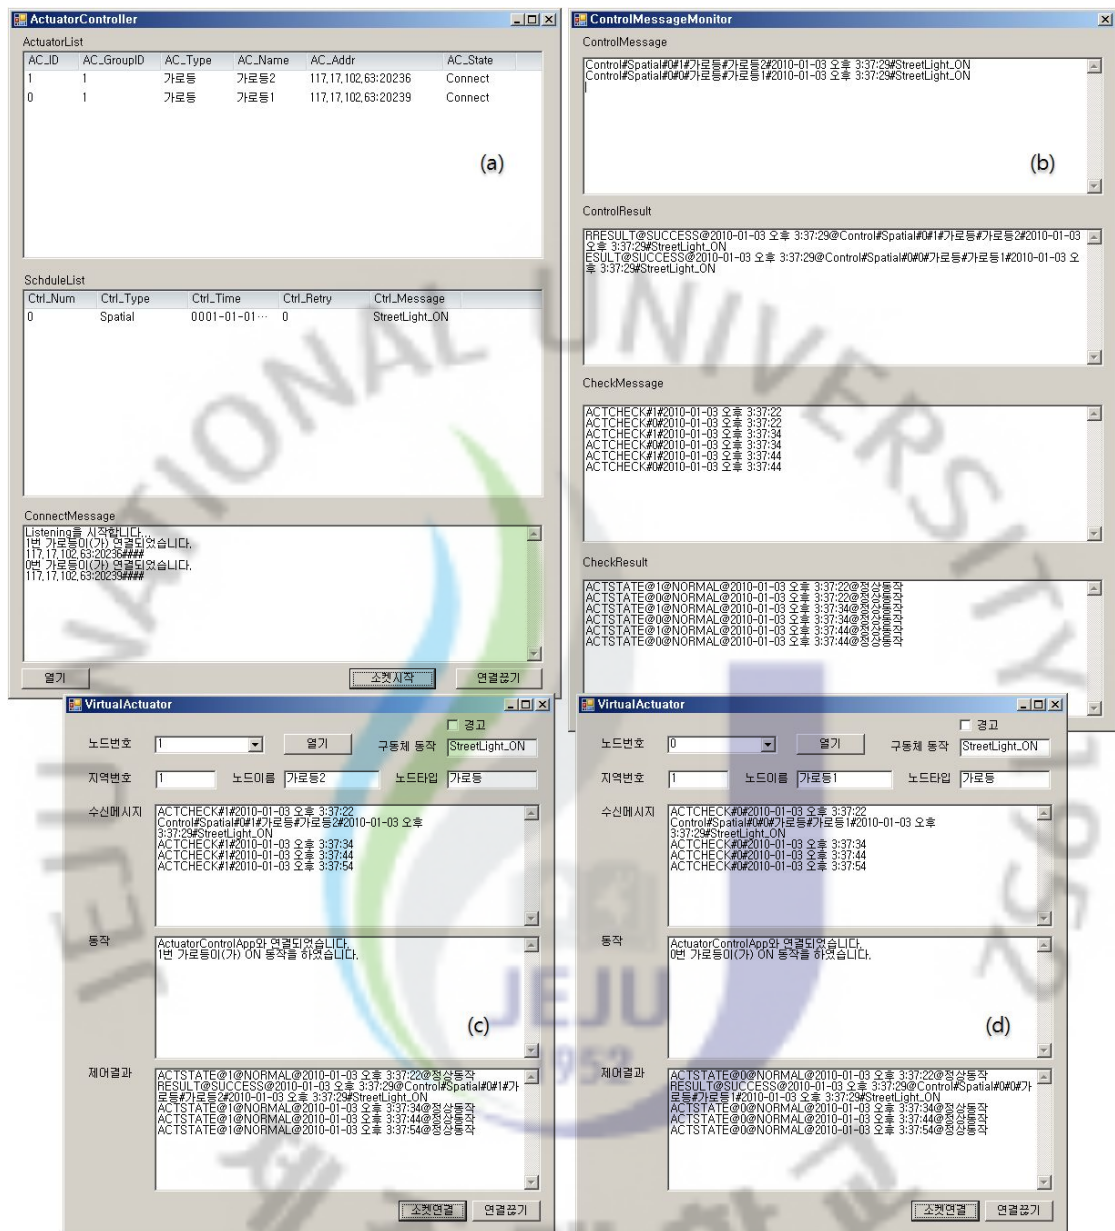 ActuatorController
ActuatorList
AC_ID AC_GroupID AC_Type AC_Name AC_Addr AC_State
1 1 가로등 가로등2 117,17,102,63:20236 Connect
0 1 가로등 가로등1 117,17,102,63:20239 Connect
(a)
SchduleList
Ctrl_Num Ctrl_Type Ctrl_Time Ctrl_Retry Ctrl_Message
0 Spatial 0001-01-01··· 0 StreetLight_ON
ConnectMessage
Listening을 시작합니다.
1번 가로등이(가) 연결되었습니다.
117,17,102,63:20236####
0번 가로등이(가) 연결되었습니다.
117,17,102,63:20239####
열기 소켓시작 연결끊기
ControlMessageMonitor
ControlMessage
Control#Spatial#0#1#가로등#가로등2#2010-01-03 오후 3:37:29#StreetLight_ON
Control#Spatial#0#0#가로등#가로등1#2010-01-03 오후 3:37:29#StreetLight_ON
(b)
ControlResult
RRESULT@SUCCESS@2010-01-03 오후 3:37:29@Control#Spatial#0#1#가로등#가로등2#2010-01-03
오후 3:37:29#StreetLight_ON
ESULT@SUCCESS@2010-01-03 오후 3:37:29@Control#Spatial#0#0#가로등#가로등1#2010-01-03 오
후 3:37:29#StreetLight_ON
CheckMessage
ACTCHECK#1#2010-01-03 오후 3:37:22
ACTCHECK#0#2010-01-03 오후 3:37:22
ACTCHECK#1#2010-01-03 오후 3:37:34
ACTCHECK#0#2010-01-03 오후 3:37:34
ACTCHECK#1#2010-01-03 오후 3:37:44
ACTCHECK#0#2010-01-03 오후 3:37:44
CheckResult
ACTSTATE@1@NORMAL@2010-01-03 오후 3:37:22@정상동작
ACTSTATE@0@NORMAL@2010-01-03 오후 3:37:22@정상동작
ACTSTATE@1@NORMAL@2010-01-03 오후 3:37:34@정상동작
ACTSTATE@0@NORMAL@2010-01-03 오후 3:37:34@정상동작
ACTSTATE@1@NORMAL@2010-01-03 오후 3:37:44@정상동작
ACTSTATE@0@NORMAL@2010-01-03 오후 3:37:44@정상동작
VirtualActuator
경고
노드번호 1 열기 구동체 동작 StreetLight_ON
지역번호 1 노드이름 가로등2 노드타입 가로등
수신메시지
ACTCHECK#1#2010-01-03 오후 3:37:22
Control#Spatial#0#1#가로등#가로등2#2010-01-03 오후
3:37:29#StreetLight_ON
ACTCHECK#1#2010-01-03 오후 3:37:34
ACTCHECK#1#2010-01-03 오후 3:37:44
ACTCHECK#1#2010-01-03 오후 3:37:54
동작
ActuatorControlApp와 연결되었습니다.
1번 가로등이(가) ON 동작을 하였습니다.
(c)
제어결과
ACTSTATE@1@NORMAL@2010-01-03 오후 3:37:22@정상동작
RESULT@SUCCESS@2010-01-03 오후 3:37:29@Control#Spatial#0#1#가
로등#가로등2#2010-01-03 오후 3:37:29#StreetLight_ON
ACTSTATE@1@NORMAL@2010-01-03 오후 3:37:34@정상동작
ACTSTATE@1@NORMAL@2010-01-03 오후 3:37:44@정상동작
ACTSTATE@1@NORMAL@2010-01-03 오후 3:37:54@정상동작
소켓연결 연결끊기
VirtualActuator
경고
노드번호 0 열기 구동체 동작 StreetLight_ON
지역번호 1 노드이름 가로등1 노드타입 가로등
수신메시지
ACTCHECK#0#2010-01-03 오후 3:37:22
Control#Spatial#0#0#가로등#가로등1#2010-01-03 오후
3:37:29#StreetLight_ON
ACTCHECK#0#2010-01-03 오후 3:37:34
ACTCHECK#0#2010-01-03 오후 3:37:44
ACTCHECK#0#2010-01-03 오후 3:37:54
동작
ActuatorControlApp와 연결되었습니다.
0번 가로등이(가) ON 동작을 하였습니다.
(d)
제어결과
ACTSTATE@0@NORMAL@2010-01-03 오후 3:37:22@정상동작
RESULT@SUCCESS@2010-01-03 오후 3:37:29@Control#Spatial#0#0#가
로등#가로등1#2010-01-03 오후 3:37:29#StreetLight_ON
ACTSTATE@0@NORMAL@2010-01-03 오후 3:37:34@정상동작
ACTSTATE@0@NORMAL@2010-01-03 오후 3:37:44@정상동작
ACTSTATE@0@NORMAL@2010-01-03 오후 3:37:54@정상동작
소켓연결 연결끊기
JEJU NATIONAL UNIVERSITY 1952
JEJU
1952